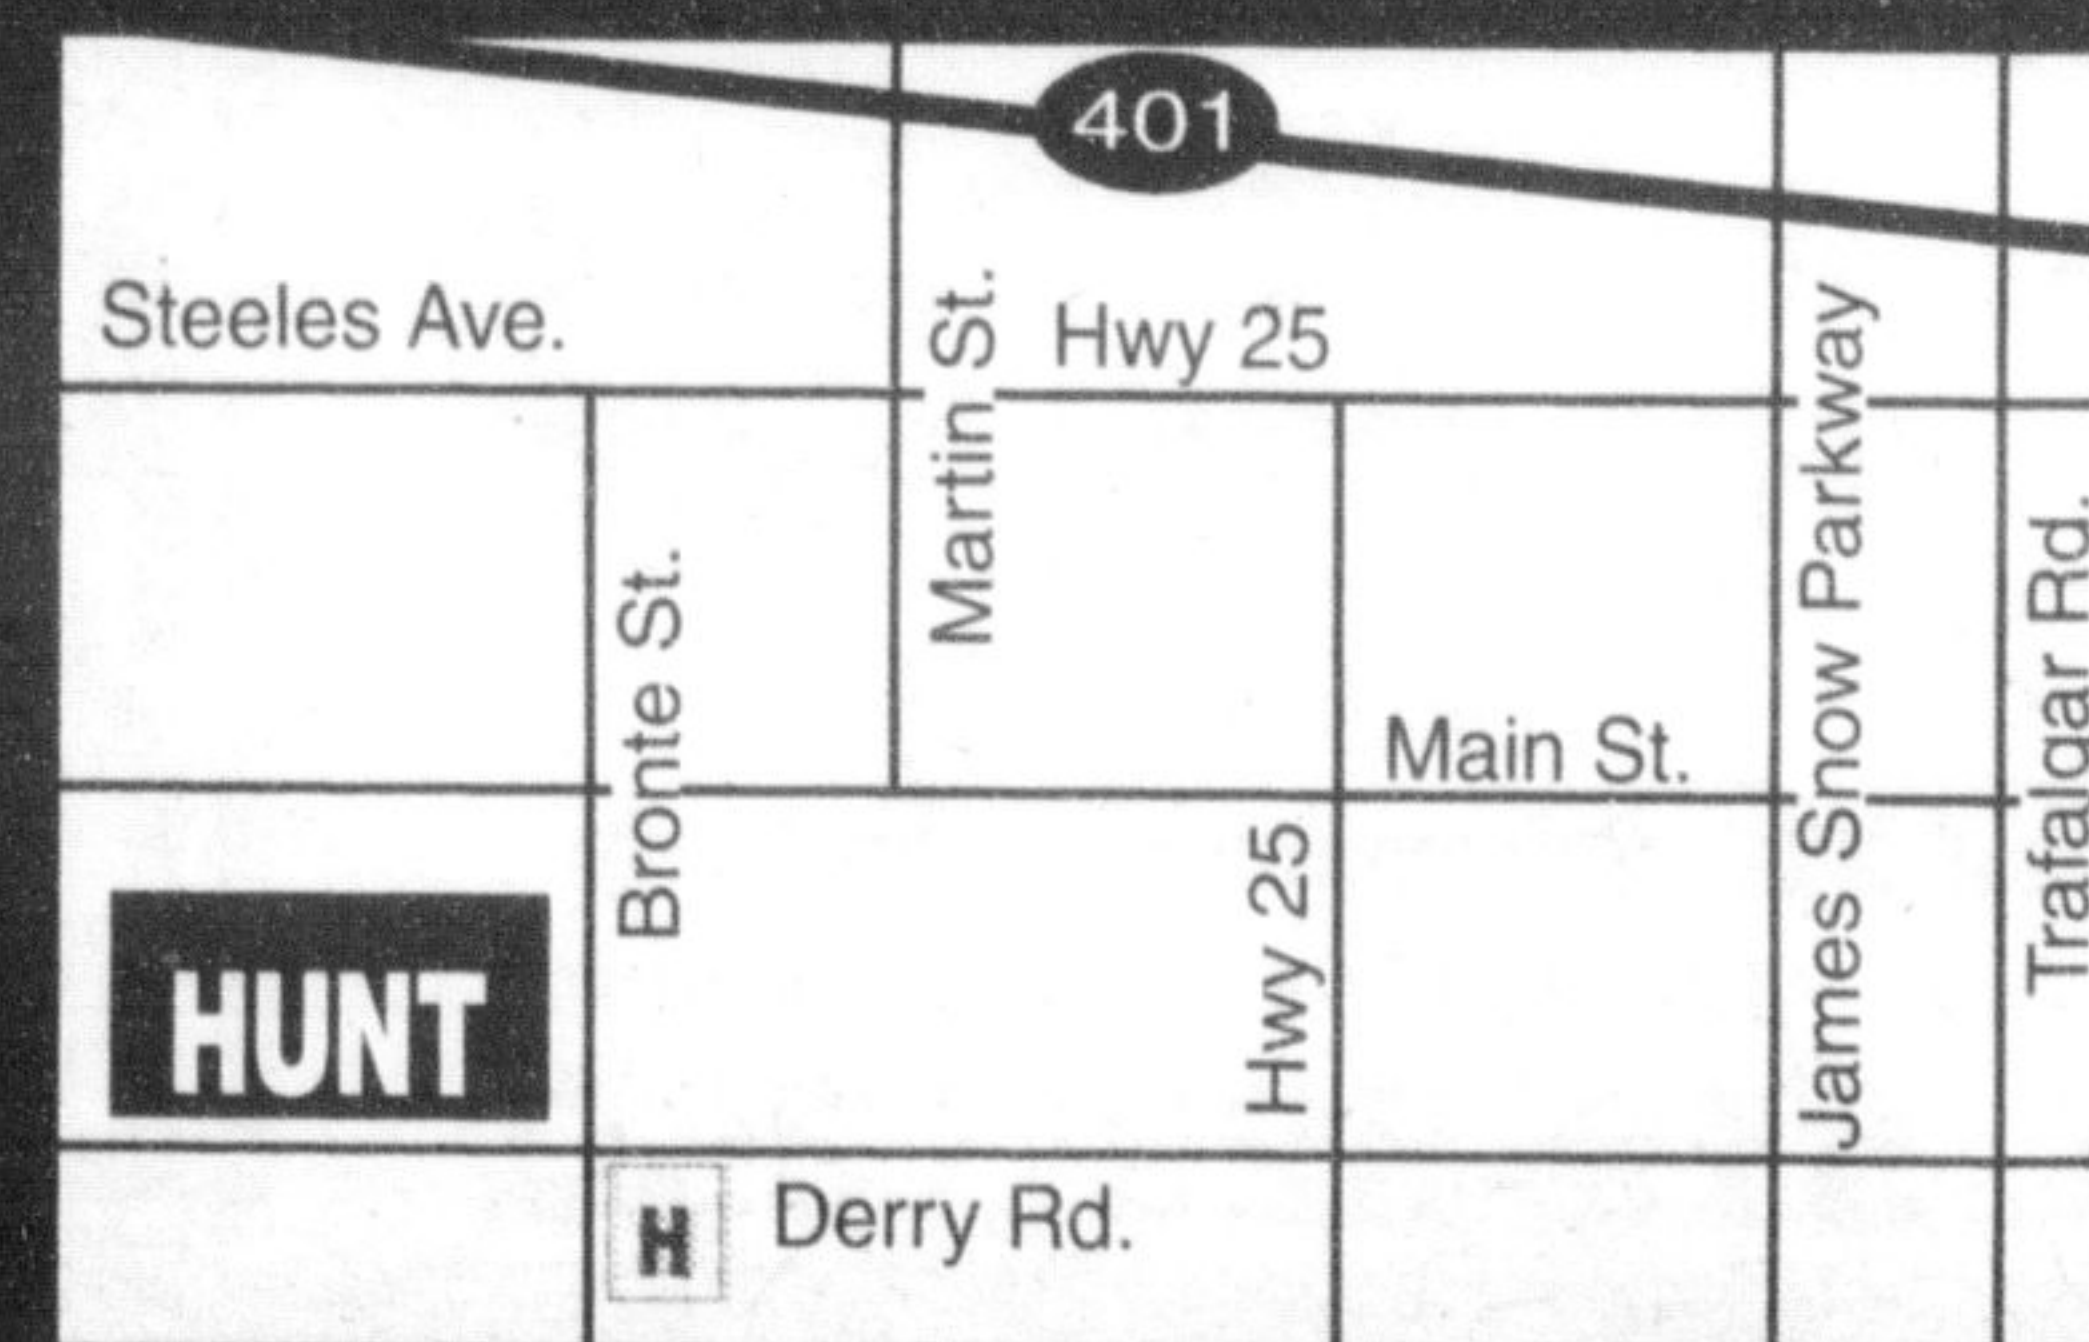 401
Steeles Ave.
Martin St.
Hwy 25
Bronte St.
Main St.
James Snow Parkway
Trafalgar Rd.
HUNT
Hwy 25
H
Derry Rd.